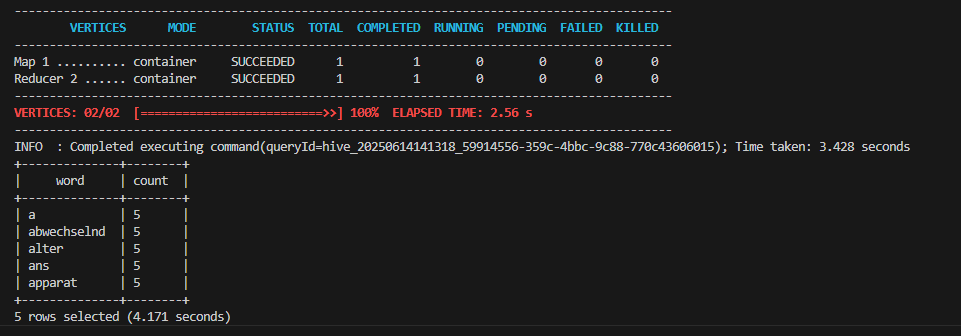 ----------------------------------------------------------------------------------------------
        VERTICES      MODE        STATUS  TOTAL  COMPLETED  RUNNING  PENDING  FAILED  KILLED
----------------------------------------------------------------------------------------------
Map 1 .......... container     SUCCEEDED      1          1        0        0       0       0
Reducer 2 ...... container     SUCCEEDED      1          1        0        0       0       0
----------------------------------------------------------------------------------------------
VERTICES: 02/02  [==========================>>] 100%  ELAPSED TIME: 2.56 s
----------------------------------------------------------------------------------------------
INFO  : Completed executing command(queryId=hive_20250614141318_59914556-359c-4bbc-9c88-770c43606015); Time taken: 3.428 seconds
+--------------+--------+
|     word     | count  |
+--------------+--------+
| a            | 5      |
| abwechselnd  | 5      |
| alter        | 5      |
| ans          | 5      |
| apparat      | 5      |
+--------------+--------+
5 rows selected (4.171 seconds)